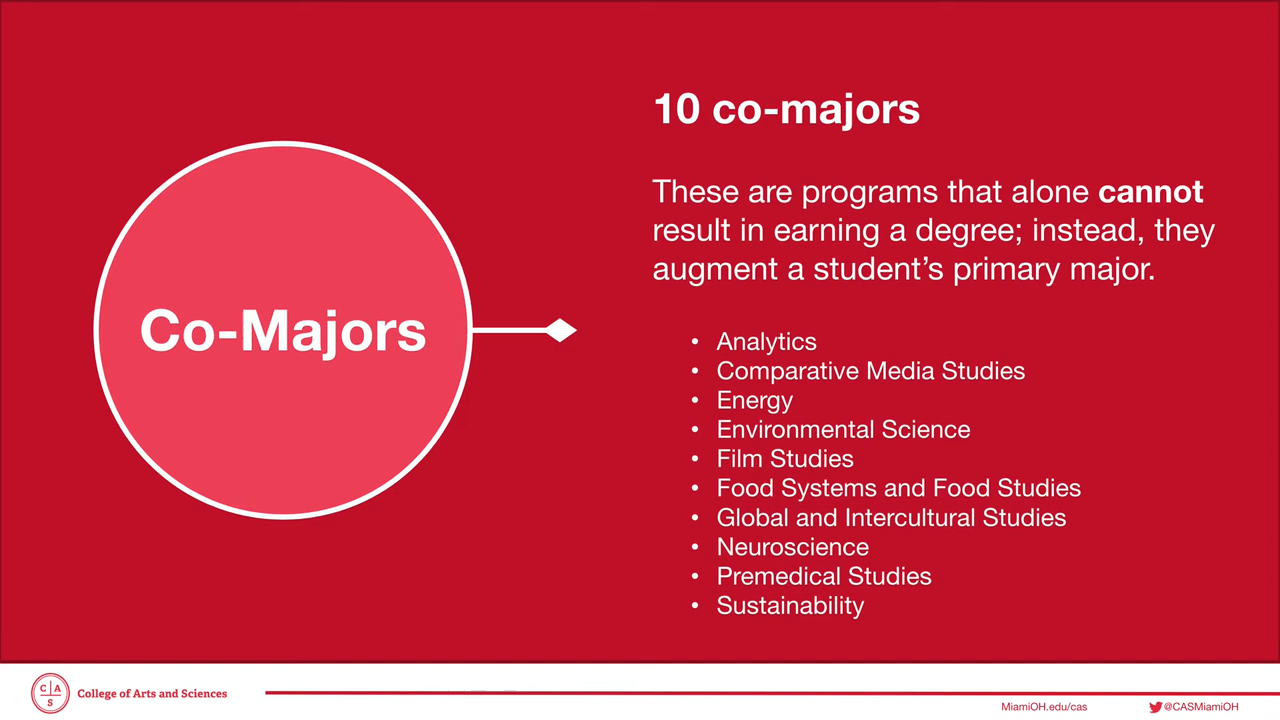 10 co-majors
These are programs that alone cannot
result in earning a degree; instead, they
augment a student’s primary major.
Co-Majors
• Analytics
• Comparative Media Studies
• Energy
• Environmental Science
• Film Studies
• Food Systems and Food Studies
• Global and Intercultural Studies
• Neuroscience
• Premedical Studies
• Sustainability
C A
S
College of Arts and Sciences
MiamiOH.edu/cas
@CASMiamiOH